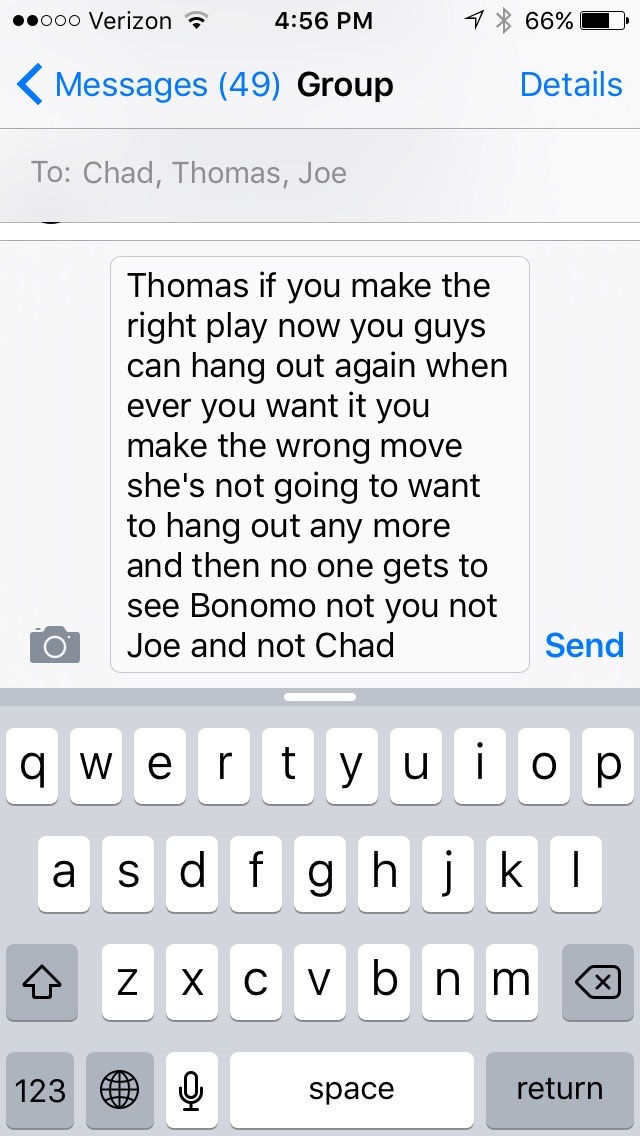 Verizon 4:56 PM 66%
Messages (49) Group Details
To: Chad, Thomas, Joe
Thomas if you make the
right play now you guys
can hang out again when
ever you want it you
make the wrong move
she's not going to want
to hang out any more
and then no one gets to
see Bonomo not you not
Joe and not Chad
Send
q w e r t y u i o p
a s d f g h j k l
z x c v b n m
123 space return